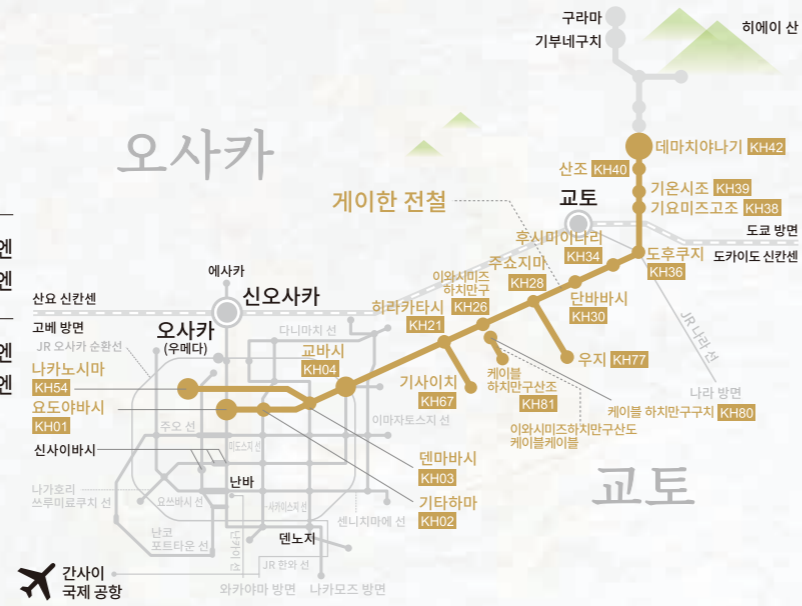 구라마
기부네구치
히에이 산
오사카
데마치야나기 KH42
산조 KH40
기온시조 KH39
기요미즈고조 KH38
게이한 전철
교토
도쿄 방면
도카이도 신칸센
후시미이나리
KH34
도후쿠지
KH36
주쇼지마
KH28
단바바시
KH30
이와시미즈
하치만구
KH26
히라카타시
KH21
엔
엔
엔
엔
에사카
신오사카
산요 신칸센
고베 방면
오사카
(우메다)
다니마치 선
JR 오사카 순환선
교바시
KH04
나카노시마
KH54
요도야바시
KH01
기사이치
KH67
케이블
하치만구산조
KH81
우지 KH77
JR 나라 선
나라 방면
케이블 하치만구구치 KH80
이와시미즈하치만구산도
케이블케이블
주오 선
미도스지 선
이마자토스지 선
신사이바시
덴마바시
KH03
기타하마
KH02
난바
나가호리
쓰루미료쿠치 선
요쓰바시 선
사카이스지 선
센니치마에 선
난코
포트타운 선
난카이 선
덴노지
JR 한와 선
와카야마 방면
나카모즈 방면
간사이
국제 공항
교토